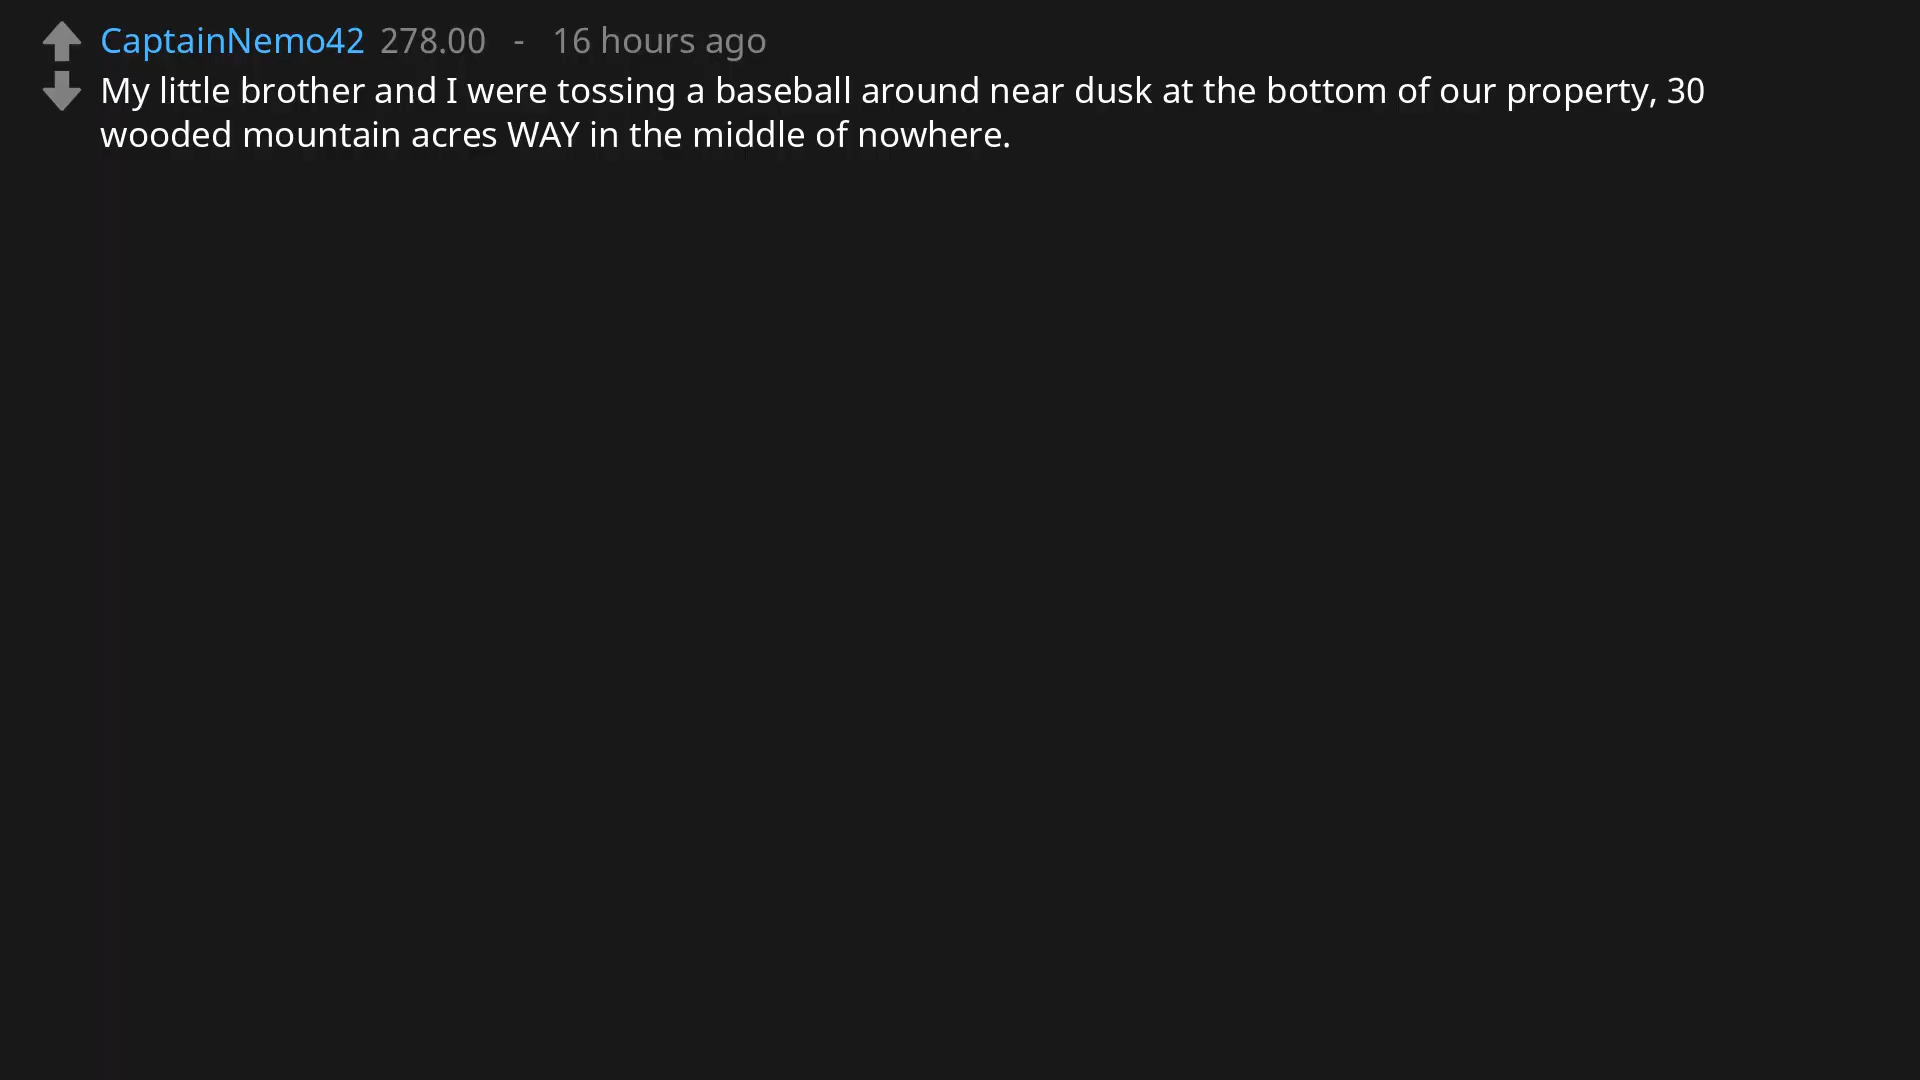 CaptainNemo42 278.00 - 16 hours ago
My little brother and I were tossing a baseball around near dusk at the bottom of our property, 30
wooded mountain acres WAY in the middle of nowhere.